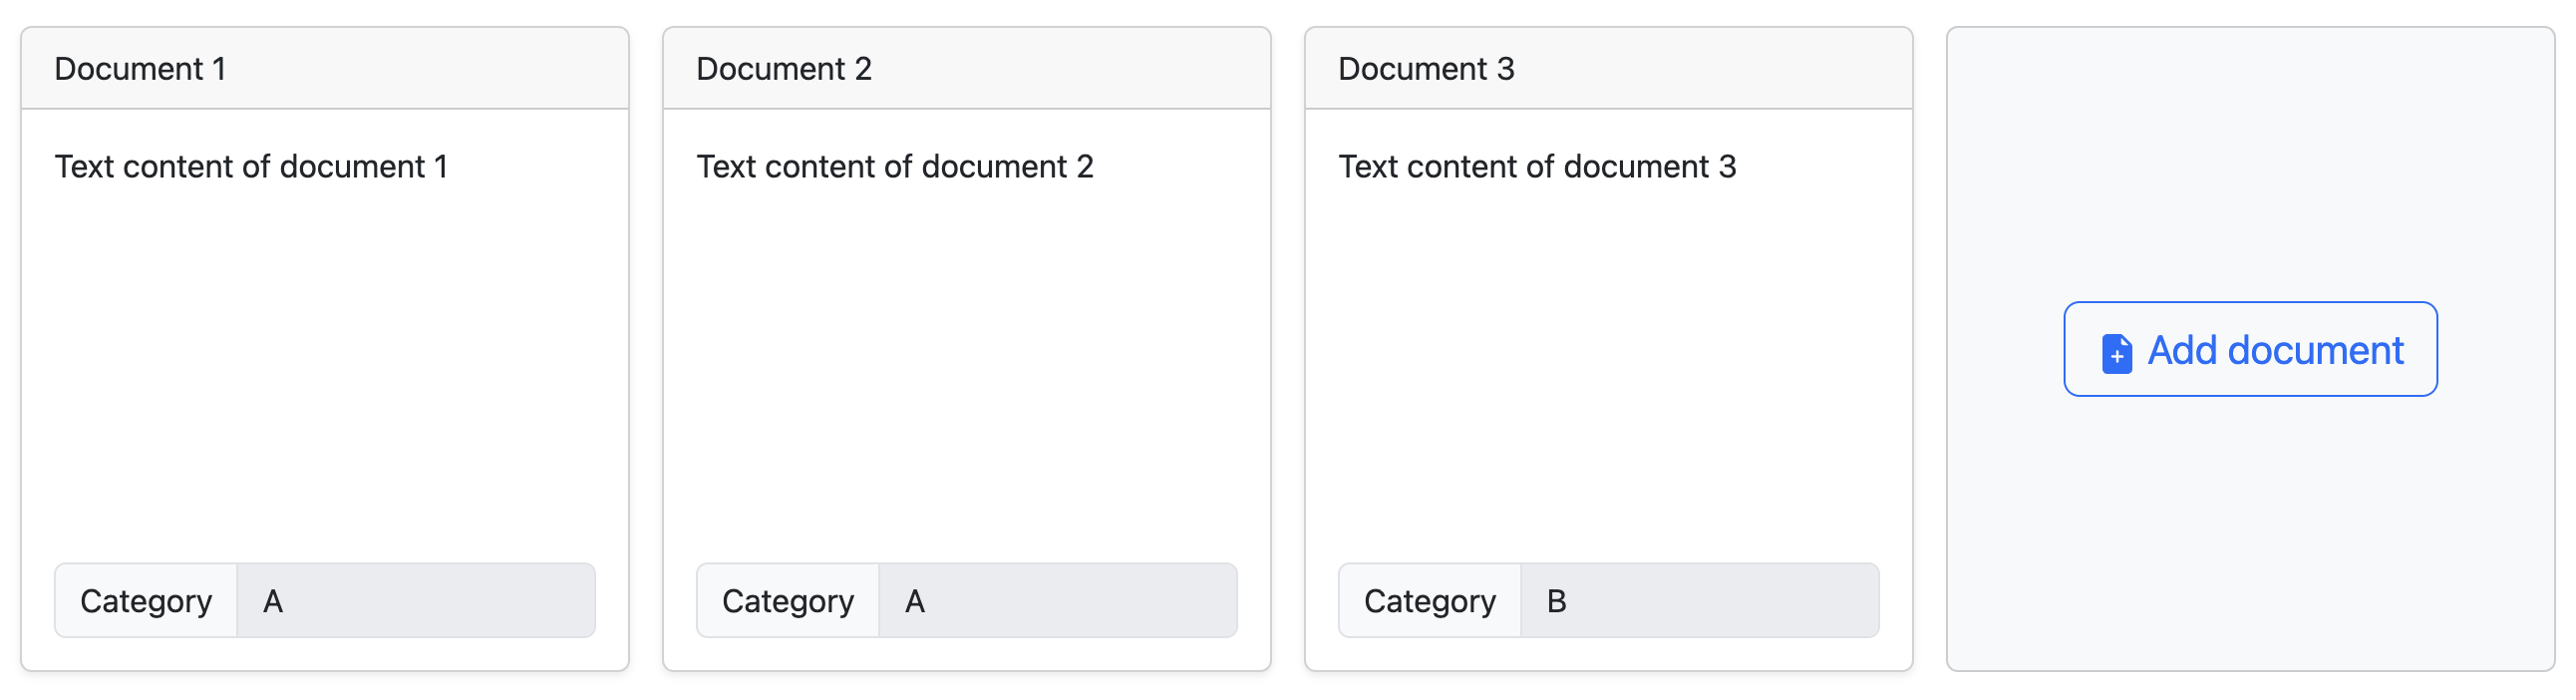 Document 1
Text content of document 1
Category A
Document 2
Text content of document 2
Category A
Document 3
Text content of document 3
Category B
Add document